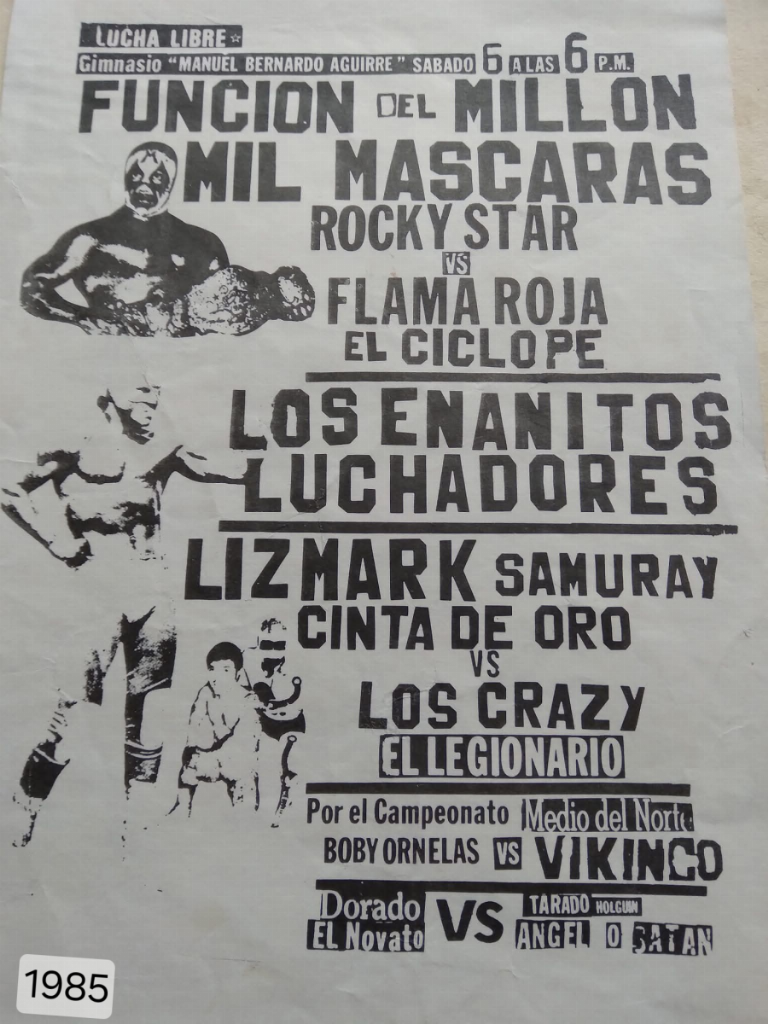 LUCHA LIBRE ☆
Gimnasio "MANUEL BERNARDO AGUIRRE" SABADO 6 A LAS 6 P.M.
FUNCION DEL MILLON
MIL MASCARAS
ROCKY STAR
VS
FLAMA ROJA
EL CICLOPE
LOS ENANITOS
LUCHADORES
LIZMARK SAMURAY
CINTA DE ORO
VS
LOS CRAZY
EL LEGIONARIO
Por el Campeonato Medio del Norte
BOBY ORNELAS VS VIKINGO
Dorado VS TARADO HOLGUIN
EL Novato ANGEL O SATAN
1985